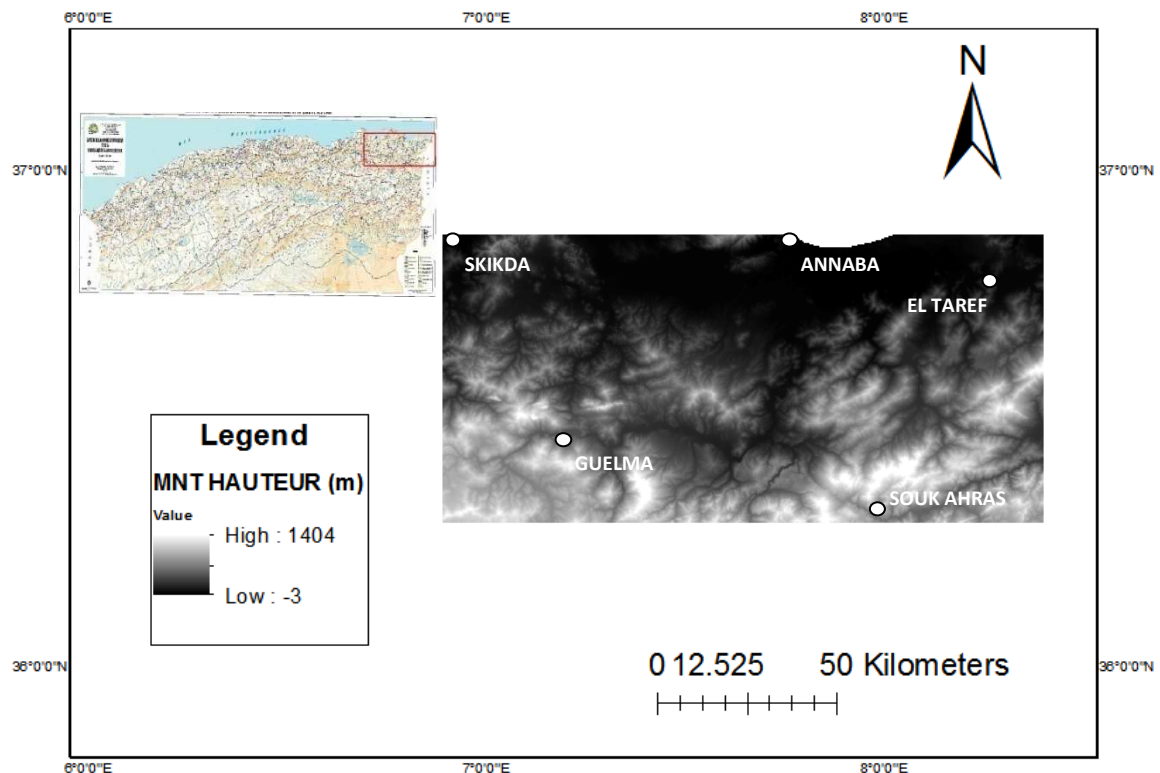 6°0'0"E
7°0'0"E
8°0'0"E
N
37°0'0"N
37°0'0"N
SKIKDA
ANNABA
EL TAREF
GUELMA
SOUK AHRAS
Legend
MNT HAUTEUR (m)
Value
High : 1404
Low : -3
36°0'0"N
36°0'0"N
0 12.525 50 Kilometers
6°0'0"E
7°0'0"E
8°0'0"E